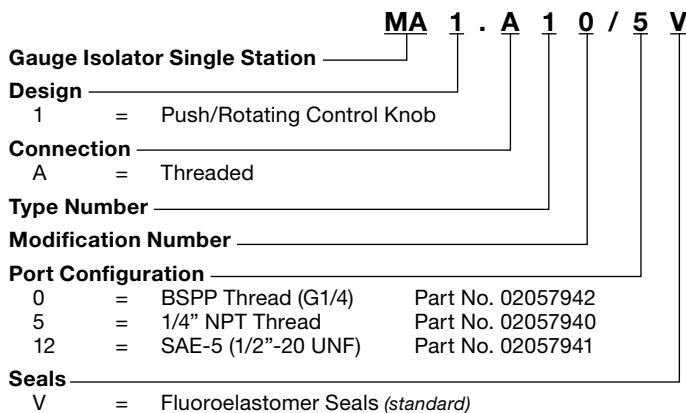 MA 1 . A 1 0 / 5 V
Gauge Isolator Single Station
Design
1 = Push/Rotating Control Knob
Connection
A = Threaded
Type Number
Modification Number
Port Configuration
0 = BSPP Thread (G1/4) Part No. 02057942
5 = 1/4” NPT Thread Part No. 02057940
12 = SAE-5 (1/2”-20 UNF) Part No. 02057941
Seals
V = Fluoroelastomer Seals (standard)